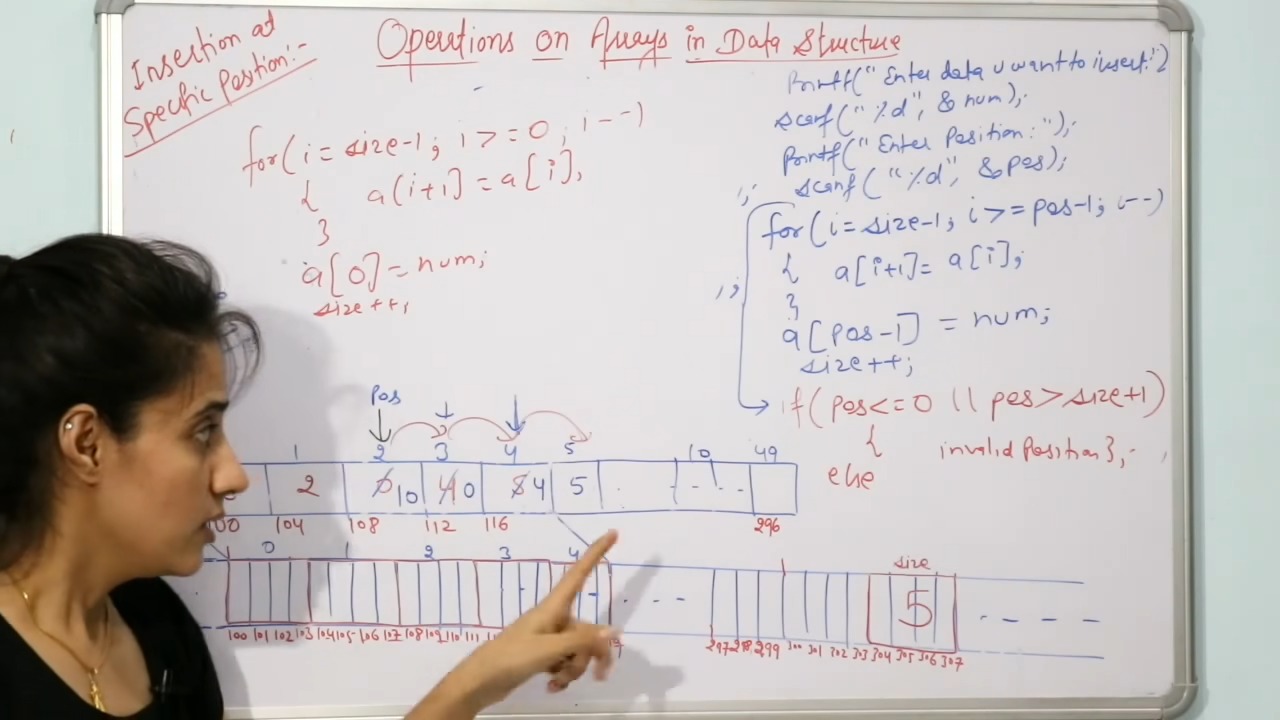 Insertion at
Specific Position:-
Operations on Arrays in Data Structure
for( i = size-1 ; i >= 0 ; i-- )
{ a(i+1] = a[i],
}
a[0] = num;
size++;
Printf(" Enter data u want to insert:")
scanf(" %d", & num);
Printf(" Enter Position:");
scanf( " %d", &pos);
for( i = size-1, i >= pos-1; i-- )
{ a[i+1] = a[i];
}
a[pos-1] = num;
size++;
if( pos<=0 || pos > size+1 )
{ invalid Position },
else
Pos
1 2 3 4 5 10 49
2 10 0 4 5
100 104 108 112 116 296
0 1 2 3 4 size
5
100 101 102 103 104 105 106 107 108 109 110 111 297 298 299 300 301 302 303 304 305 306 307